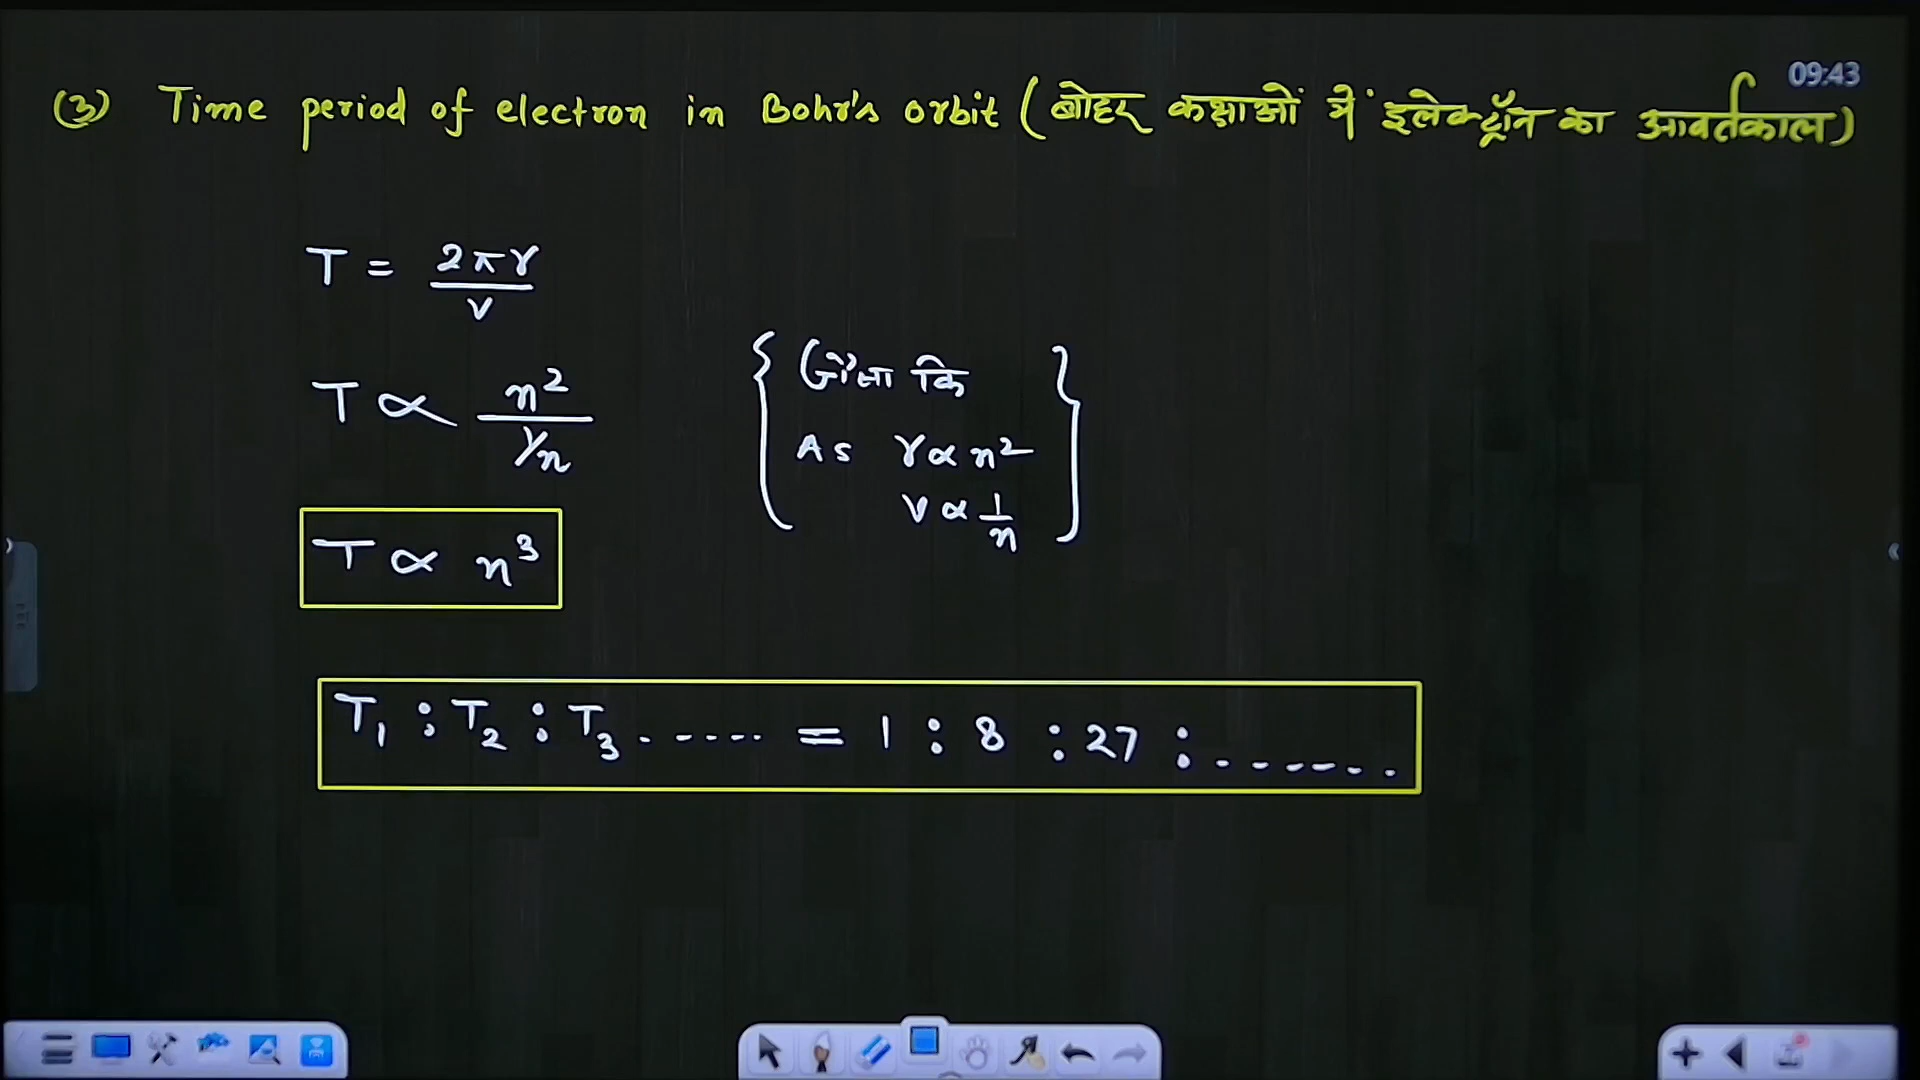 09:43
(3) Time period of electron in Bohr's orbit (बोहर कक्षाओं में इलेक्ट्रॉन का आवर्तकाल)
T = 2πr/v
T ∝ n²/1/n
{ जैसा कि
As r ∝ n²
v ∝ 1/n }
T ∝ n³
T₁ : T₂ : T₃ . - - - - . = 1 : 8 : 27 : . - - - - . .